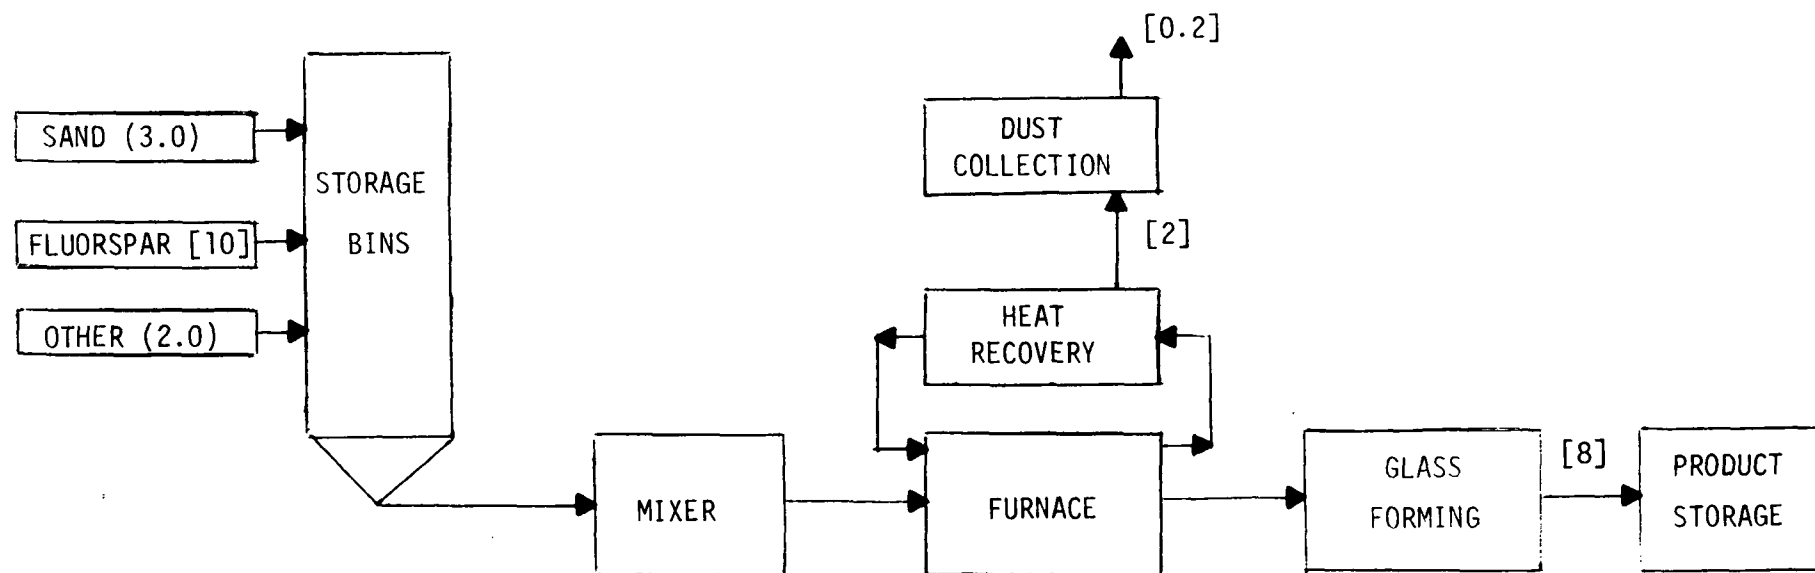 [0.2]
DUST
COLLECTION
SAND (3.0)
STORAGE
BINS
FLUORSPAR [10]
[2]
OTHER (2.0)
HEAT
RECOVERY
MIXER
FURNACE
GLASS
FORMING
[8]
PRODUCT
STORAGE